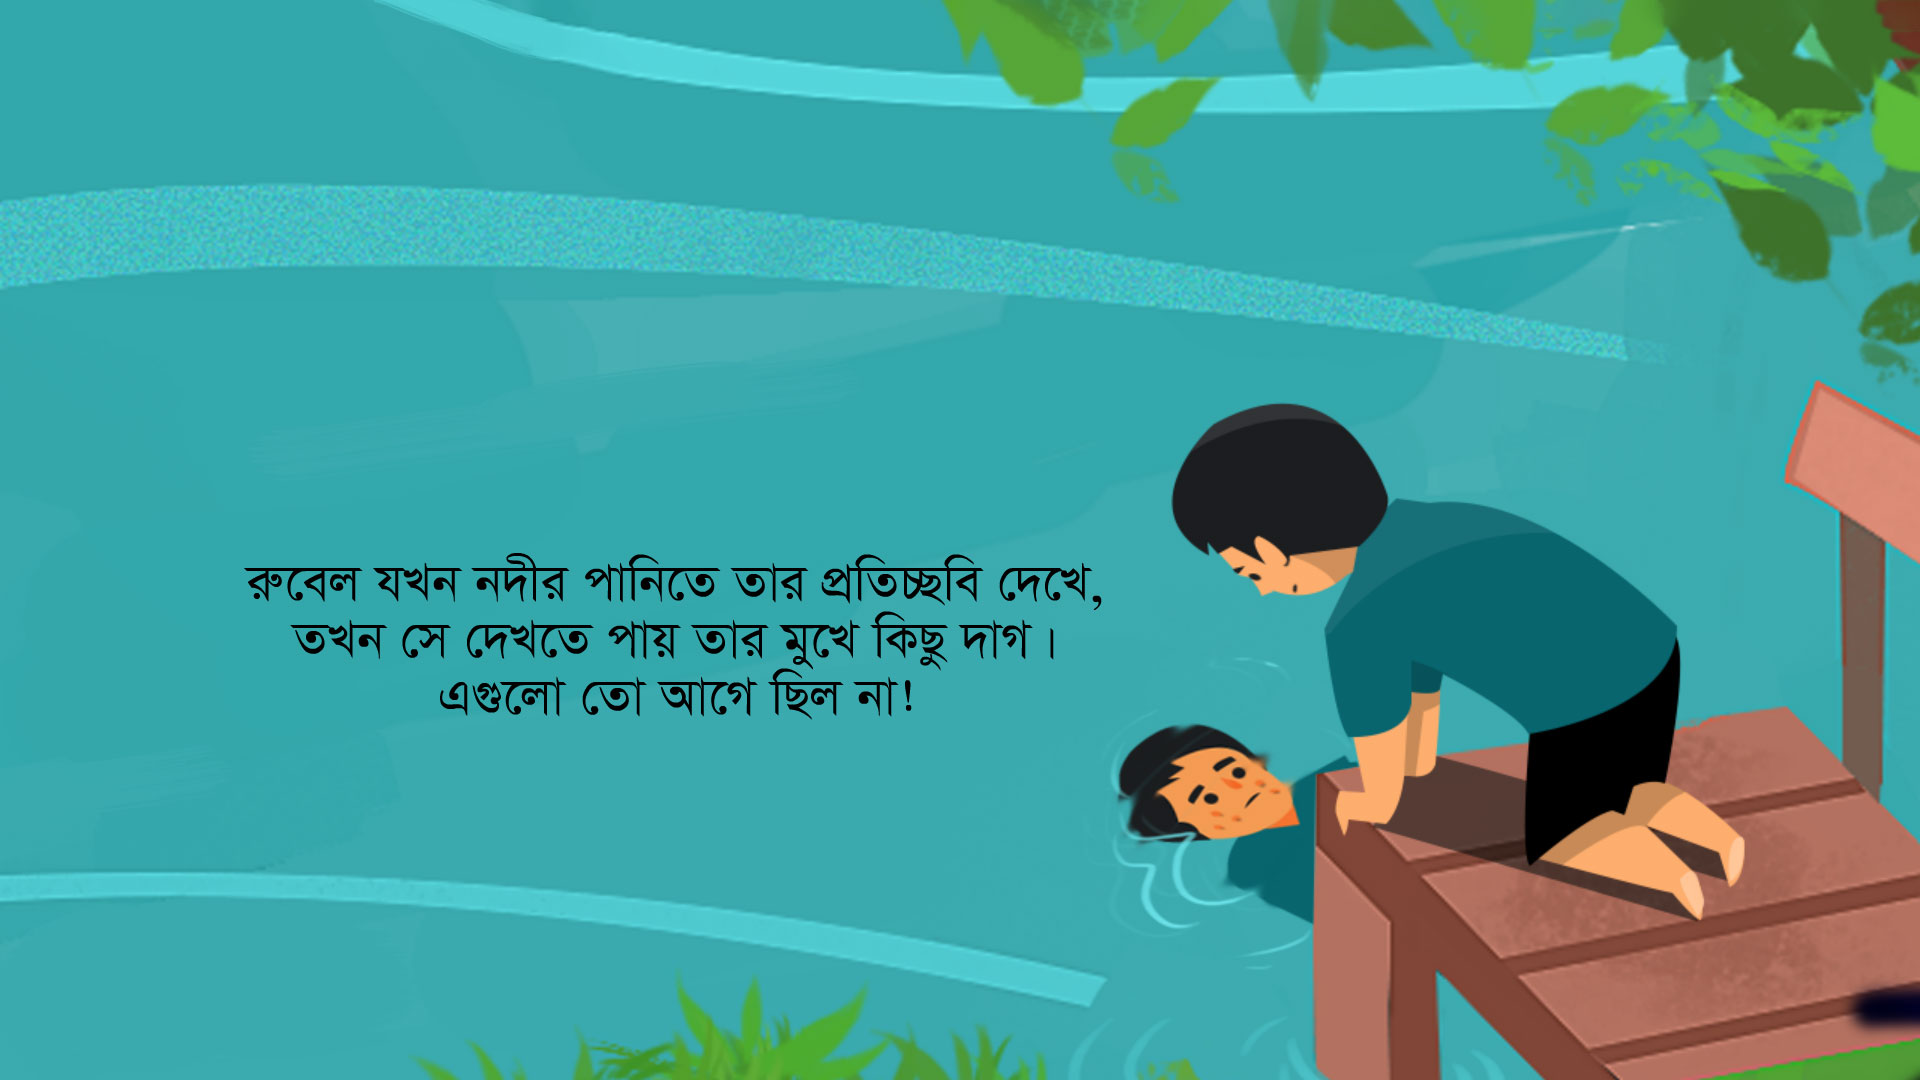 রুবেল যখন নদীর পানিতে তার প্রতিচ্ছবি দেখে,
তখন সে দেখতে পায় তার মুখে কিছু দাগ।
এগুলো তো আগে ছিল না!